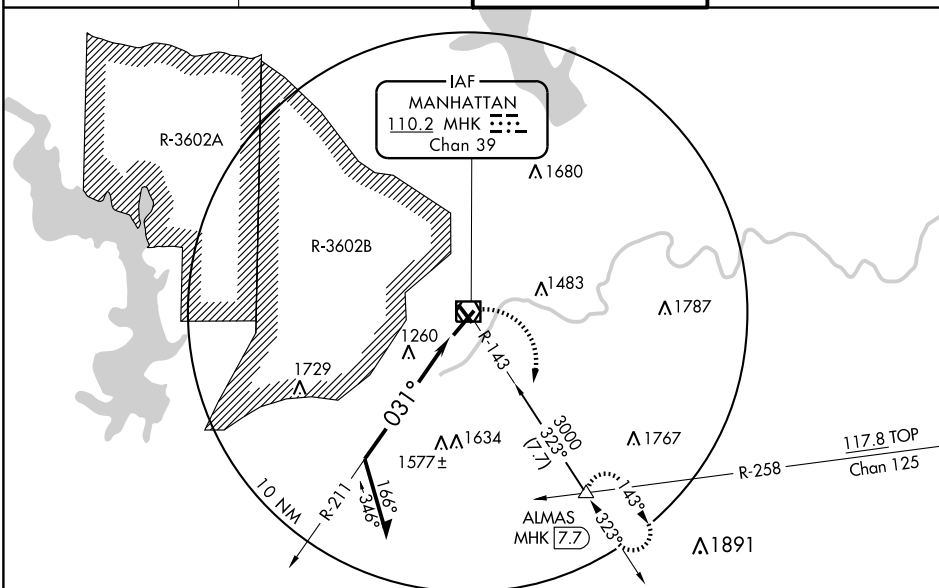 IAF
MANHATTAN
110.2 MHK
Chan 39
R-3602A
1680
R-3602B
1483
1787
1260
R-143
1729
031°
3000
323°
(7.7)
1634
1577±
1767
117.8 TOP
R-258
Chan 125
10 NM
R-211
166°
346°
ALMAS
MHK 7.7
143°
323°
1891